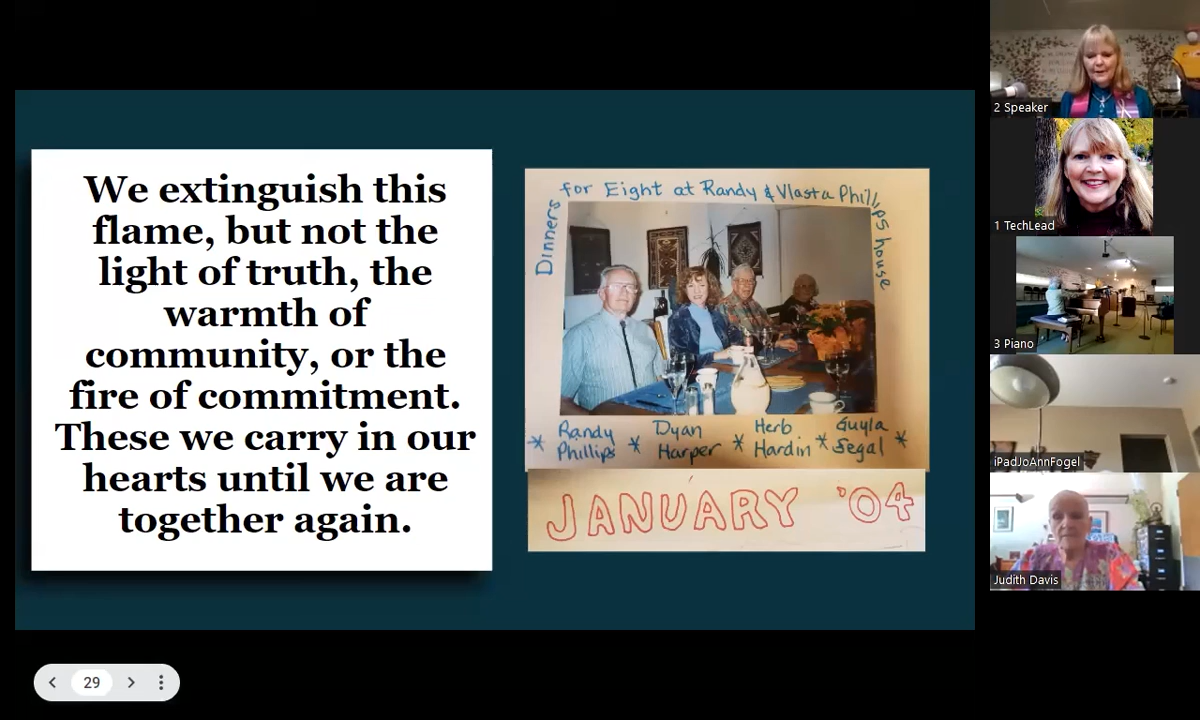 We extinguish this
flame, but not the
light of truth, the
warmth of
community, or the
fire of commitment.
These we carry in our
hearts until we are
together again.
Dinners for Eight at Randy & Vlasta Phillips house
* Randy Phillips * Dyan Harper * Herb Hardin * Guyla Segal *
JANUARY '04
29
2 Speaker
1 TechLead
3 Piano
iPadJoAnnFogel
Judith Davis